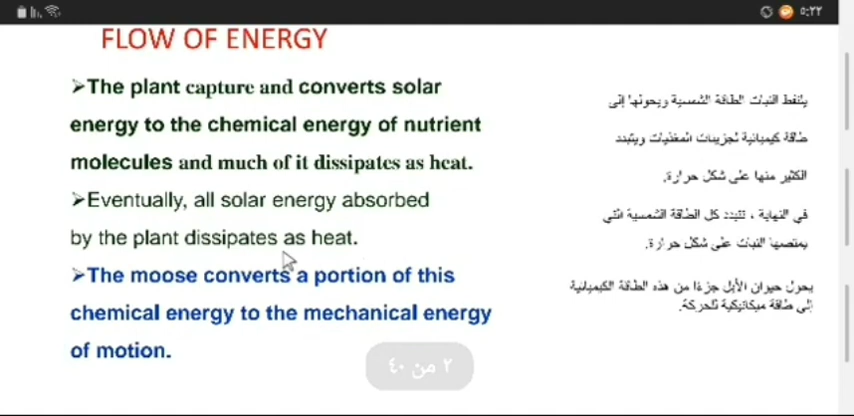 ٥:٢٢
FLOW OF ENERGY
➢The plant capture and converts solar
energy to the chemical energy of nutrient
molecules and much of it dissipates as heat.
➢Eventually, all solar energy absorbed
by the plant dissipates as heat.
➢The moose converts a portion of this
chemical energy to the mechanical energy
of motion.
يلتقط النبات الطاقة الشمسية ويحولها إلى
طاقة كيميائية لجزيئات المغذيات ويتبدد
الكثير منها على شكل حرارة.
في النهاية ، تتبدد كل الطاقة الشمسية التي
يمتصها النبات على شكل حرارة.
يحول حيوان الأيل جزءًا من هذه الطاقة الكيميائية
إلى طاقة ميكانيكية للحركة.
٢ من ٤٠